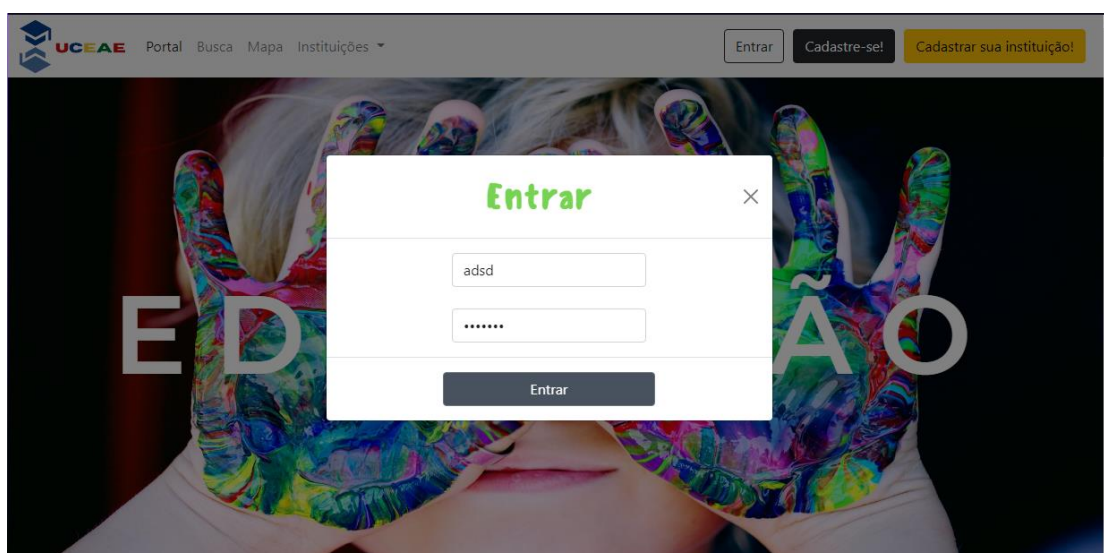 UCEAE Portal Busca Mapa Instituições Entrar Cadastre-se! Cadastrar sua instituição!
Entrar
adsd
•••••••
ED ÃO
Entrar